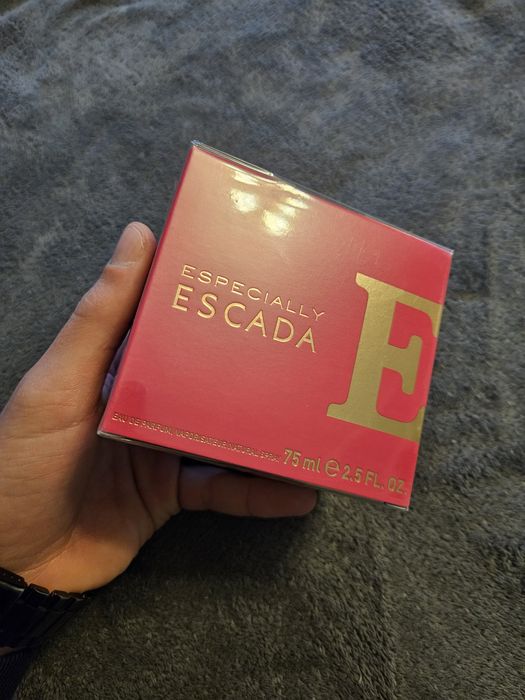 ESPECIALLY
ESCADA
E
EAU DE PARFUM, VAPORISATEUR NATURAL SPRAY 75 ml e 2.5 FL. OZ.